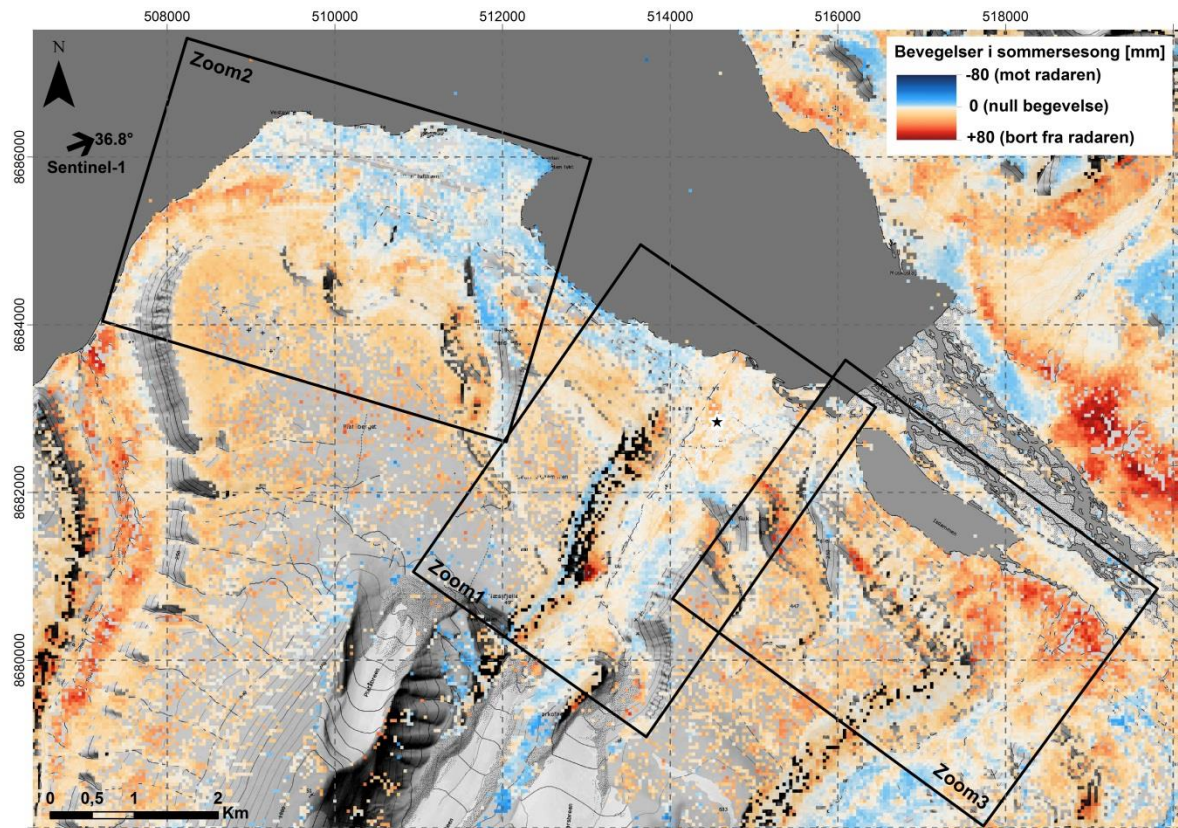 508000 510000 512000 514000 516000 518000
Bevegelser i sommersesong [mm]
-80 (mot radaren)
0 (null begevelse)
+80 (bort fra radaren)
N
36.8°
Sentinel-1
Zoom2
8686000
8684000
8682000
8680000
Zoom1
Zoom3
0 0,5 1 2
Km